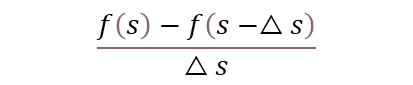 f(s) − f(s −△ s)
△ s